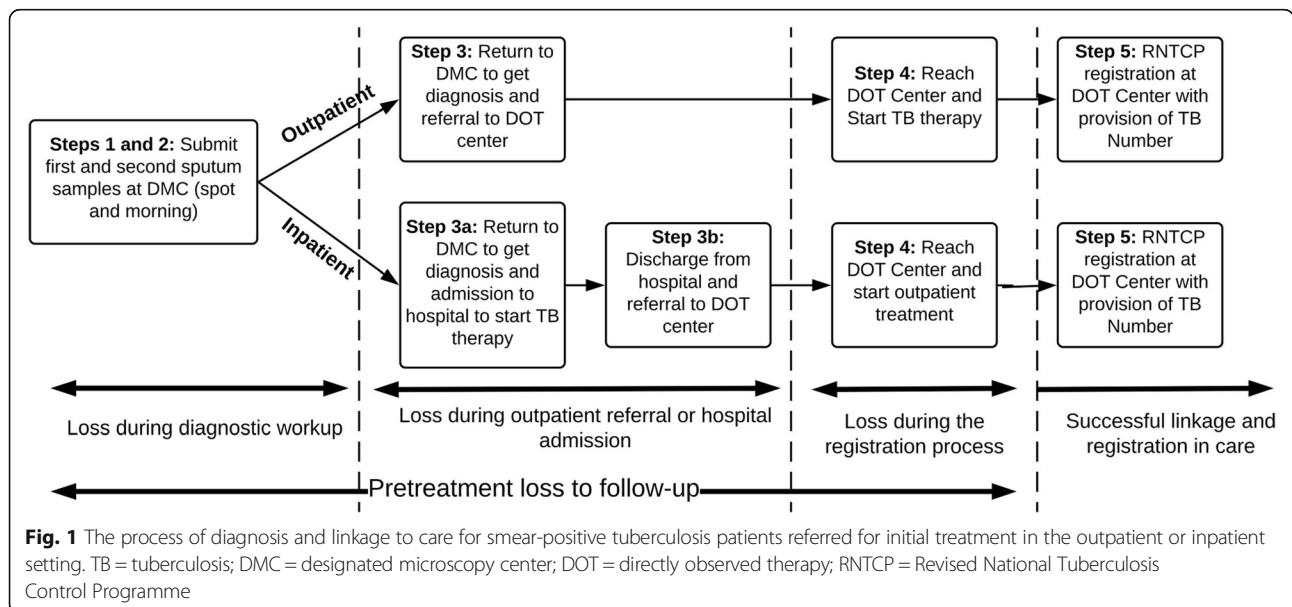 Steps 1 and 2: Submit
first and second sputum
samples at DMC (spot
and morning)
Outpatient
Inpatient
Step 3: Return to
DMC to get
diagnosis and
referral to DOT
center
Step 4: Reach
DOT Center and
Start TB therapy
Step 5: RNTCP
registration at
DOT Center with
provision of TB
Number
Step 3a: Return to
DMC to get
diagnosis and
admission to
hospital to start TB
therapy
Step 3b:
Discharge from
hospital and
referral to DOT
center
Step 4: Reach
DOT Center and
start outpatient
treatment
Step 5: RNTCP
registration at
DOT Center with
provision of TB
Number
Loss during diagnostic workup
Loss during outpatient referral or hospital
admission
Loss during the
registration process
Successful linkage and
registration in care
Pretreatment loss to follow-up
Fig. 1 The process of diagnosis and linkage to care for smear-positive tuberculosis patients referred for initial treatment in the outpatient or inpatient
setting. TB = tuberculosis; DMC = designated microscopy center; DOT = directly observed therapy; RNTCP = Revised National Tuberculosis
Control Programme